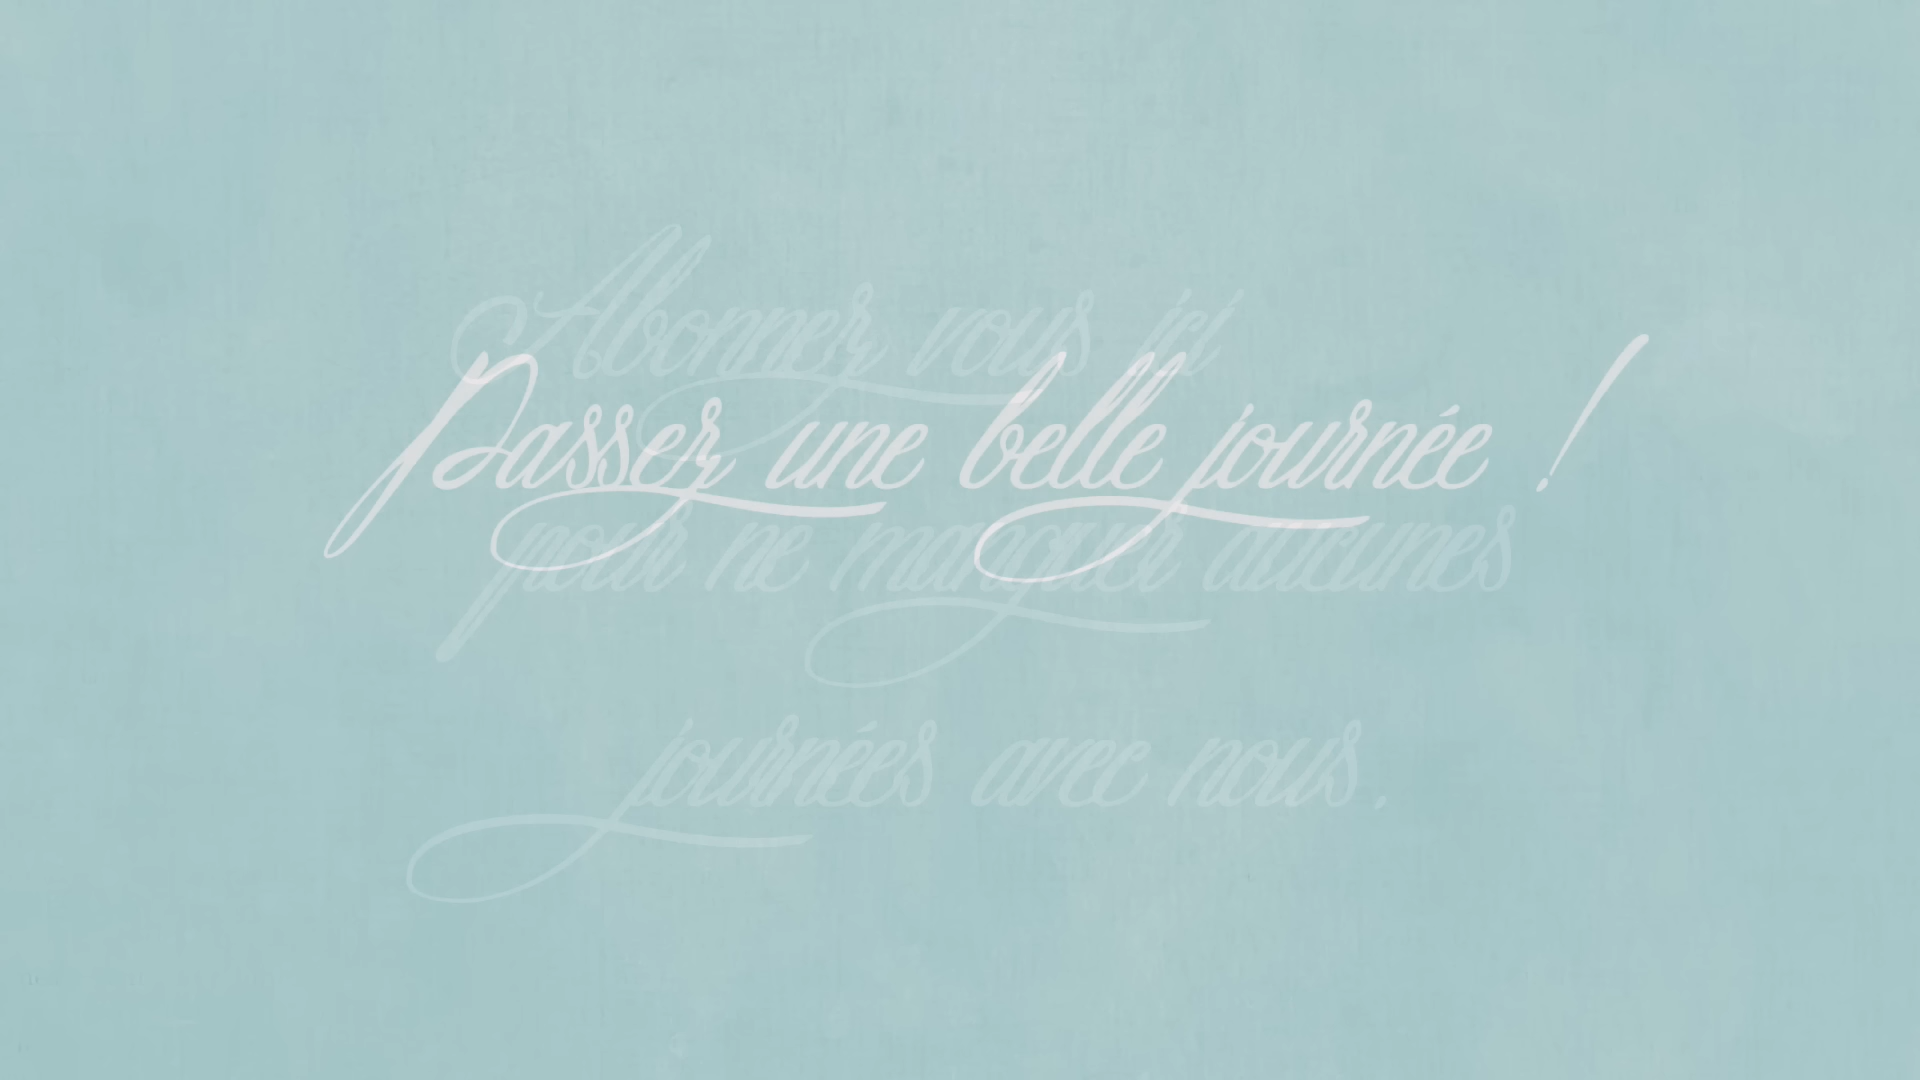 Abonnez vous ici
Passez une belle journée !
pour ne manquer aucunes
journées avec nous.